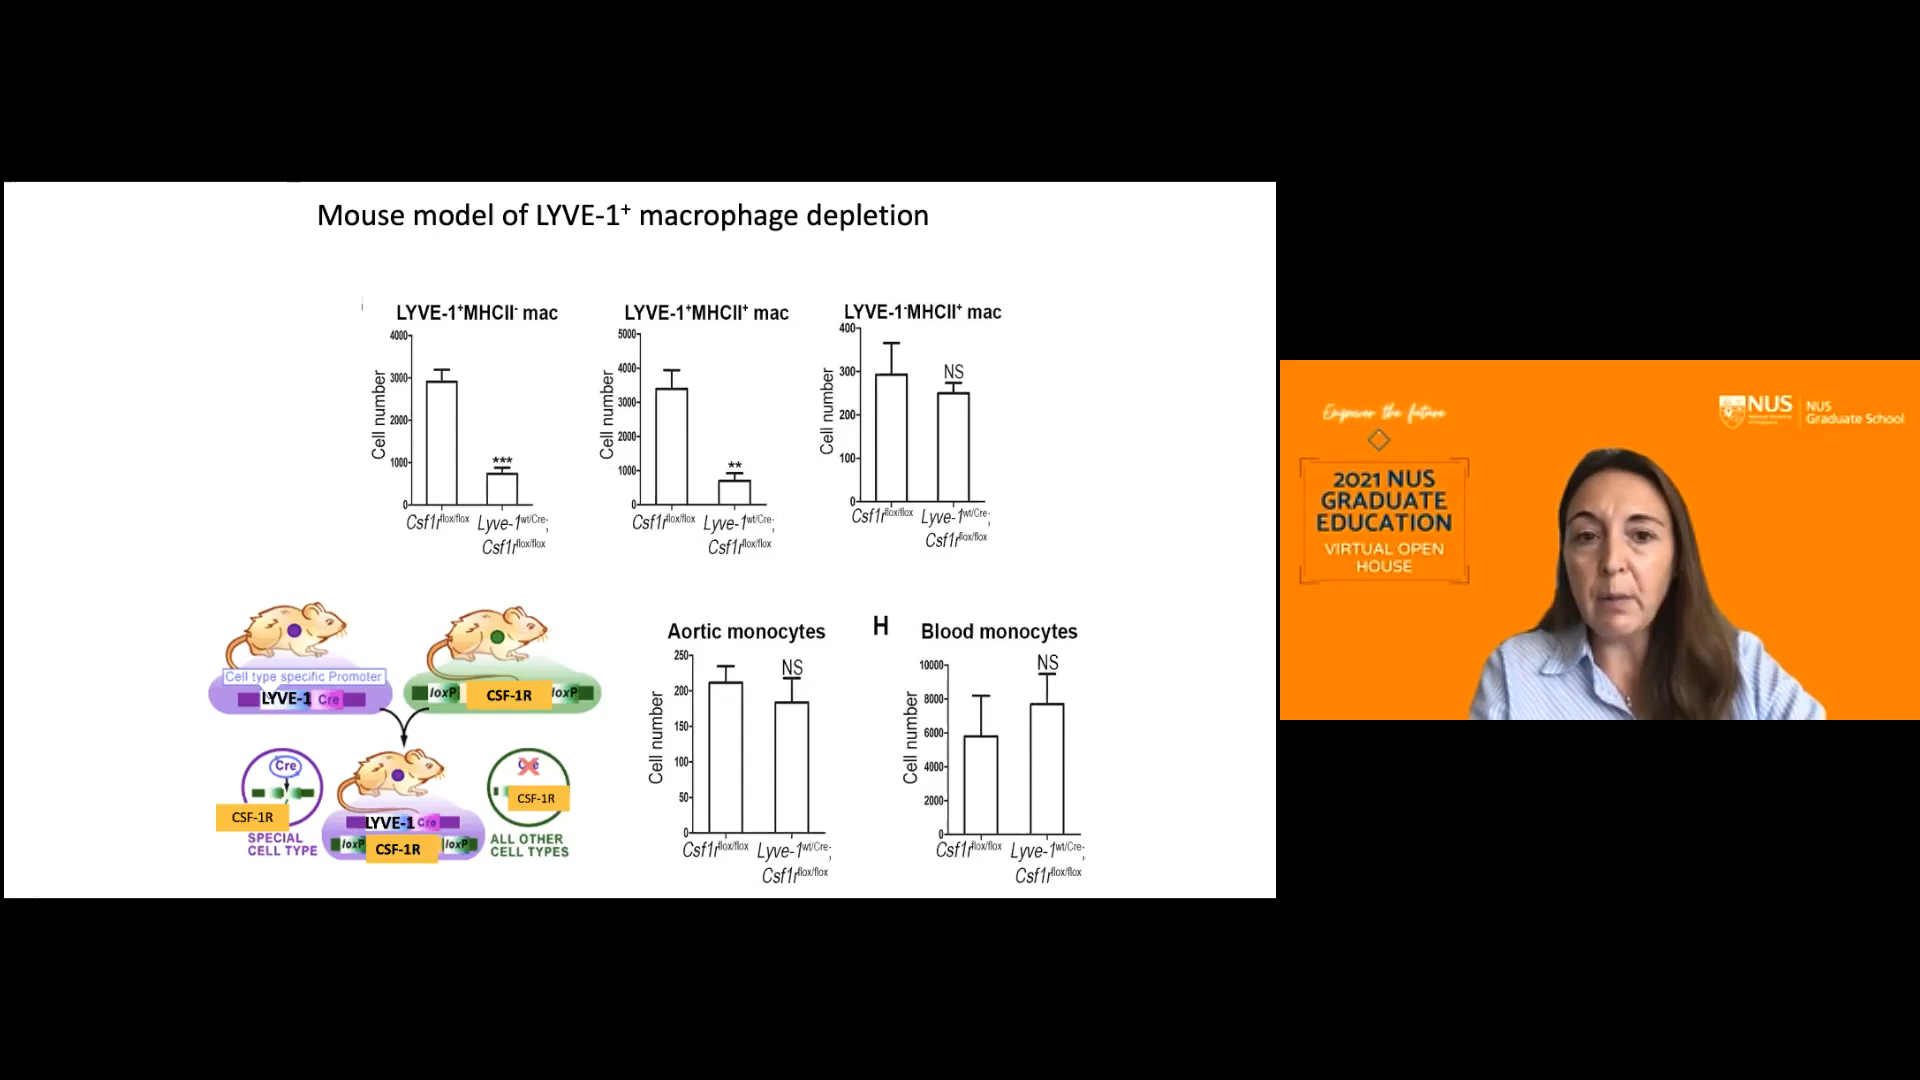 Mouse model of LYVE-1⁺ macrophage depletion
LYVE-1⁺MHCII⁻ mac
4000
3000
2000
1000
0
Cell number
***
Csf1rflox/flox
Lyve-1wt/Cre;
Csf1rflox/flox
LYVE-1⁺MHCII⁺ mac
5000
4000
3000
2000
1000
0
Cell number
**
Csf1rflox/flox
Lyve-1wt/Cre;
Csf1rflox/flox
LYVE-1⁻MHCII⁺ mac
400
300
200
100
0
Cell number
NS
Csf1rflox/flox
Lyve-1wt/Cre;
Csf1rflox/flox
Cell type specific Promoter
LYVE-1 Cre
loxP CSF-1R loxP
Cre
CSF-1R
SPECIAL
CELL TYPE
LYVE-1 Cre
loxP CSF-1R loxP
Cre
CSF-1R
ALL OTHER
CELL TYPES
Aortic monocytes
250
200
150
100
50
0
Cell number
NS
Csf1rflox/flox
Lyve-1wt/Cre;
Csf1rflox/flox
H
Blood monocytes
10000
8000
6000
4000
2000
0
Cell number
NS
Csf1rflox/flox
Lyve-1wt/Cre;
Csf1rflox/flox
Empower the future
2021 NUS
GRADUATE
EDUCATION
VIRTUAL OPEN
HOUSE
NUS
NUS
Graduate School